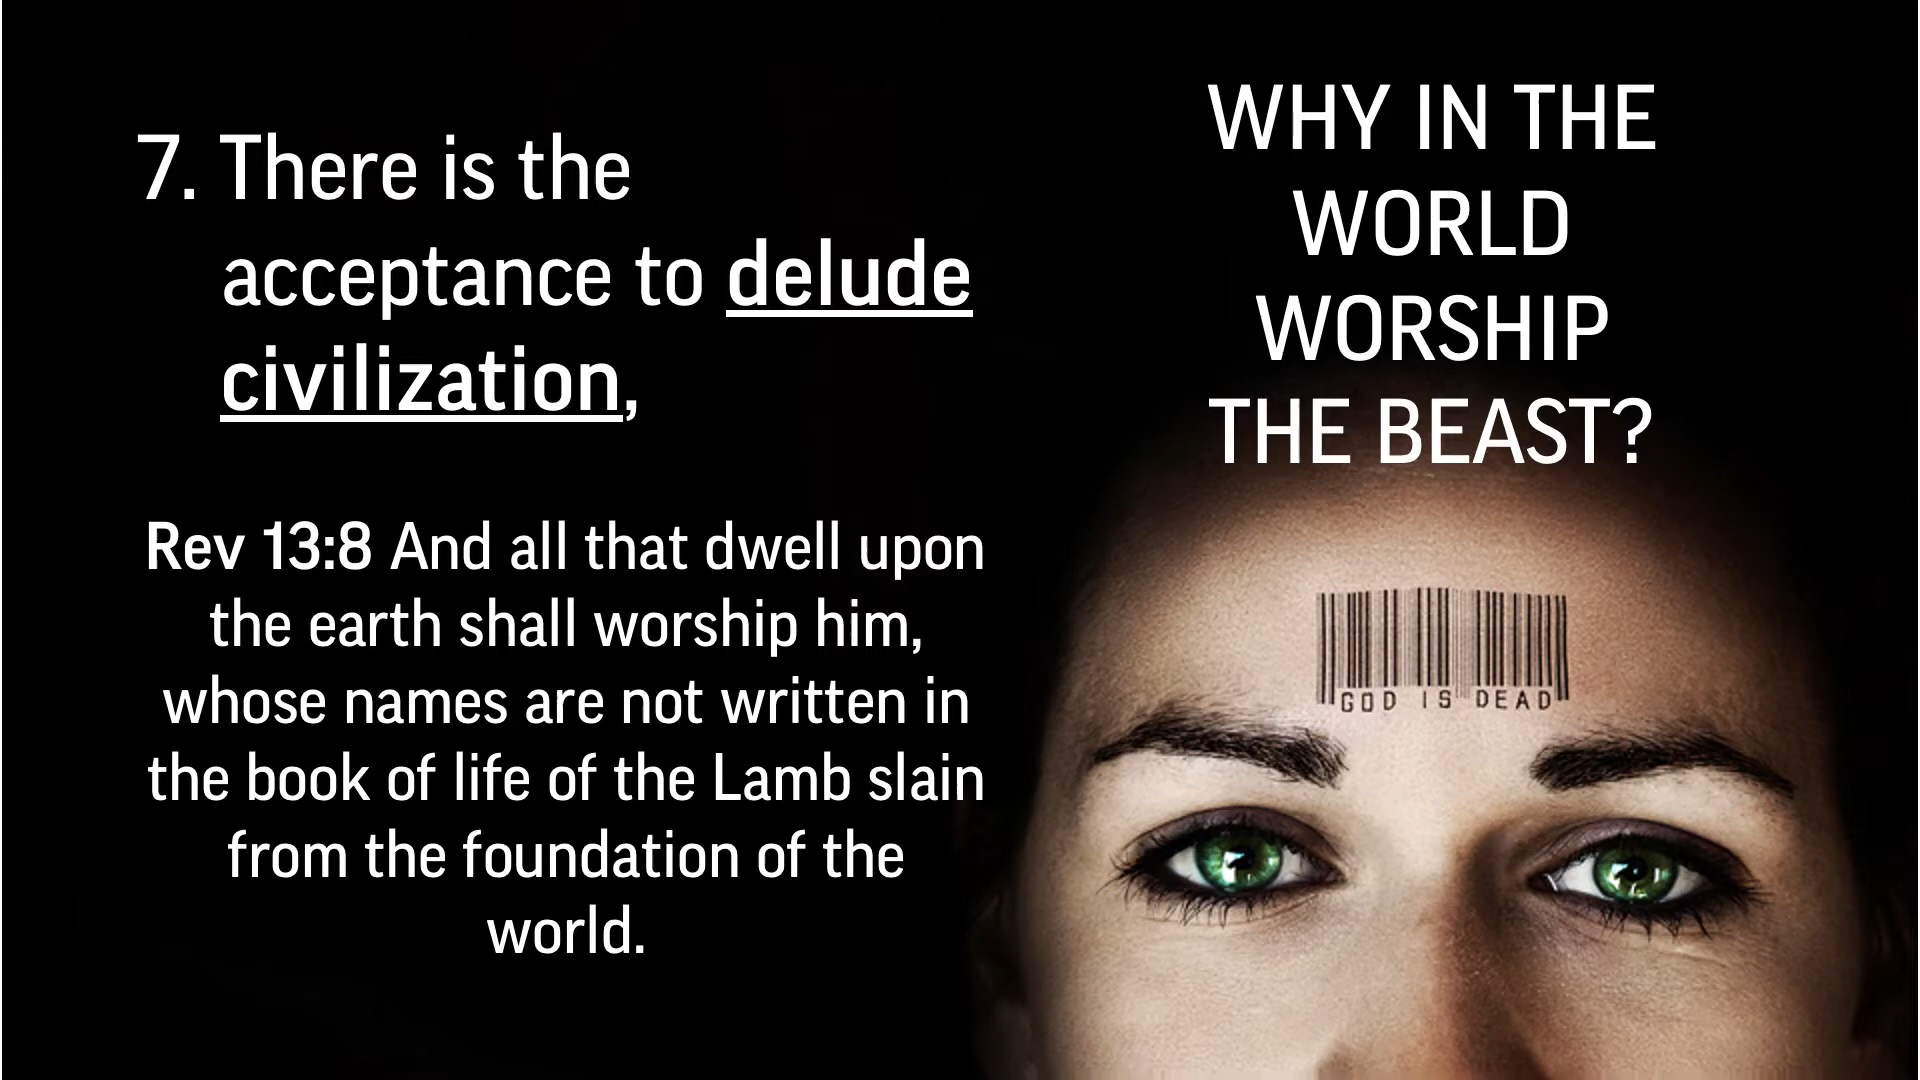 7. There is the
acceptance to delude
civilization,
Rev 13:8 And all that dwell upon
the earth shall worship him,
whose names are not written in
the book of life of the Lamb slain
from the foundation of the
world.
WHY IN THE
WORLD
WORSHIP
THE BEAST?
GOD IS DEAD